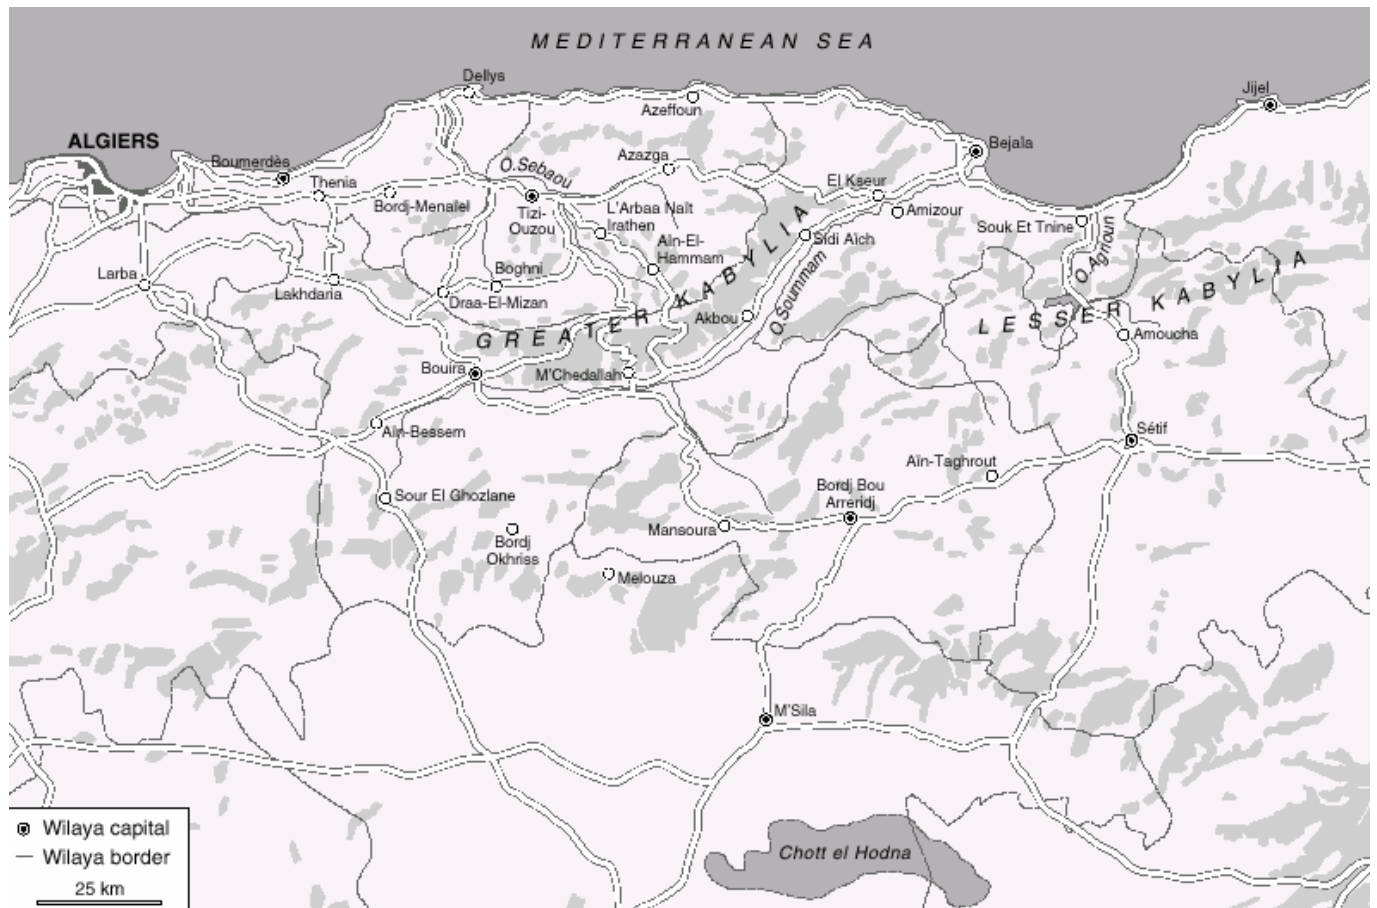 MEDITERRANEAN SEA
Dellys
Azeffoun
Jijel
ALGIERS
Boumerdès
Thenia
Bordj-Menaïel
O.Sebaou
Azazga
Bejaïa
El Kseur
Amizour
Tizi-
Ouzou
L'Arbaa Naït
Irathen
Aïn-El-
Hammam
Sidi Aïch
Souk Et Tnine
O.Agrioun
Larba
Lakhdaria
Boghni
Draa-El-Mizan
GREATER KABYLIA
Akbou
O.Soummam
LESSER KABYLIA
Amoucha
Bouira
M'Chedallah
Aïn-Bessem
Sétif
Aïn-Taghrout
Sour El Ghozlane
Bordj Bou
Arreridj
Bordj
Okhriss
Mansoura
Melouza
M'Sila
Chott el Hodna
Wilaya capital
Wilaya border
25 km